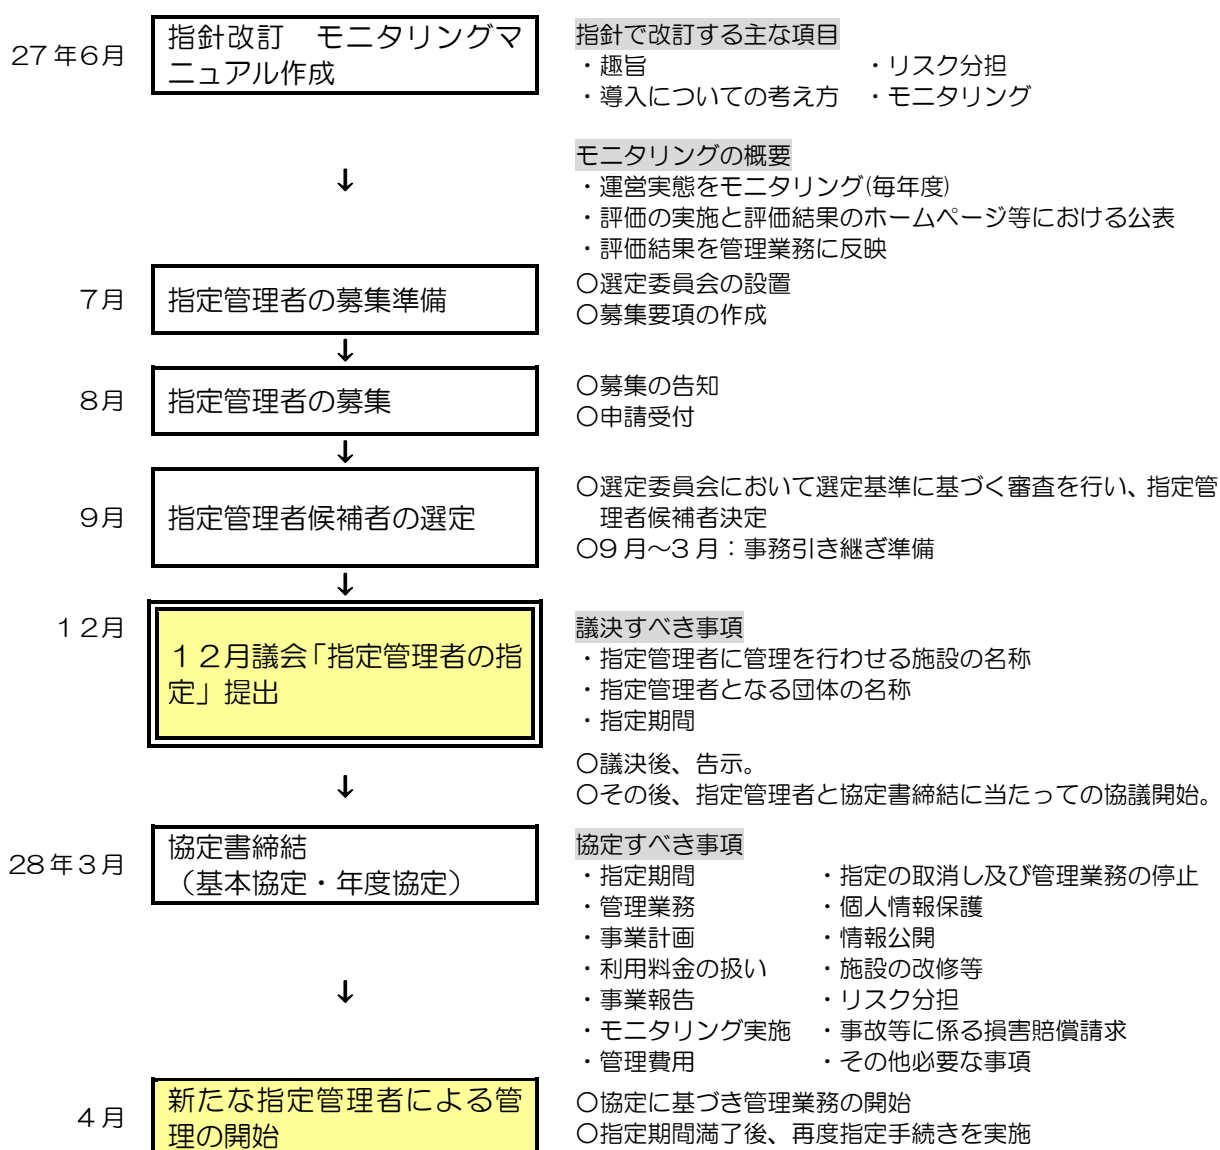 27年6月
指針改訂　モニタリングマ
ニュアル作成
指針で改訂する主な項目
・趣旨　・リスク分担
・導入についての考え方　・モニタリング
↓
モニタリングの概要
・運営実態をモニタリング(毎年度)
・評価の実施と評価結果のホームページ等における公表
・評価結果を管理業務に反映
7月
指定管理者の募集準備
〇選定委員会の設置
〇募集要項の作成
↓
8月
指定管理者の募集
〇募集の告知
〇申請受付
↓
9月
指定管理者候補者の選定
〇選定委員会において選定基準に基づく審査を行い、指定管
理者候補者決定
〇9月～3月：事務引き継ぎ準備
↓
１２月
１２月議会「指定管理者の指
定」提出
議決すべき事項
・指定管理者に管理を行わせる施設の名称
・指定管理者となる団体の名称
・指定期間
↓
〇議決後、告示。
〇その後、指定管理者と協定書締結に当たっての協議開始。
28年3月
協定書締結
（基本協定・年度協定）
協定すべき事項
・指定期間　・指定の取消し及び管理業務の停止
・管理業務　・個人情報保護
・事業計画　・情報公開
・利用料金の扱い　・施設の改修等
・事業報告　・リスク分担
・モニタリング実施　・事故等に係る損害賠償請求
・管理費用　・その他必要な事項
↓
4月
新たな指定管理者による管
理の開始
〇協定に基づき管理業務の開始
〇指定期間満了後、再度指定手続きを実施